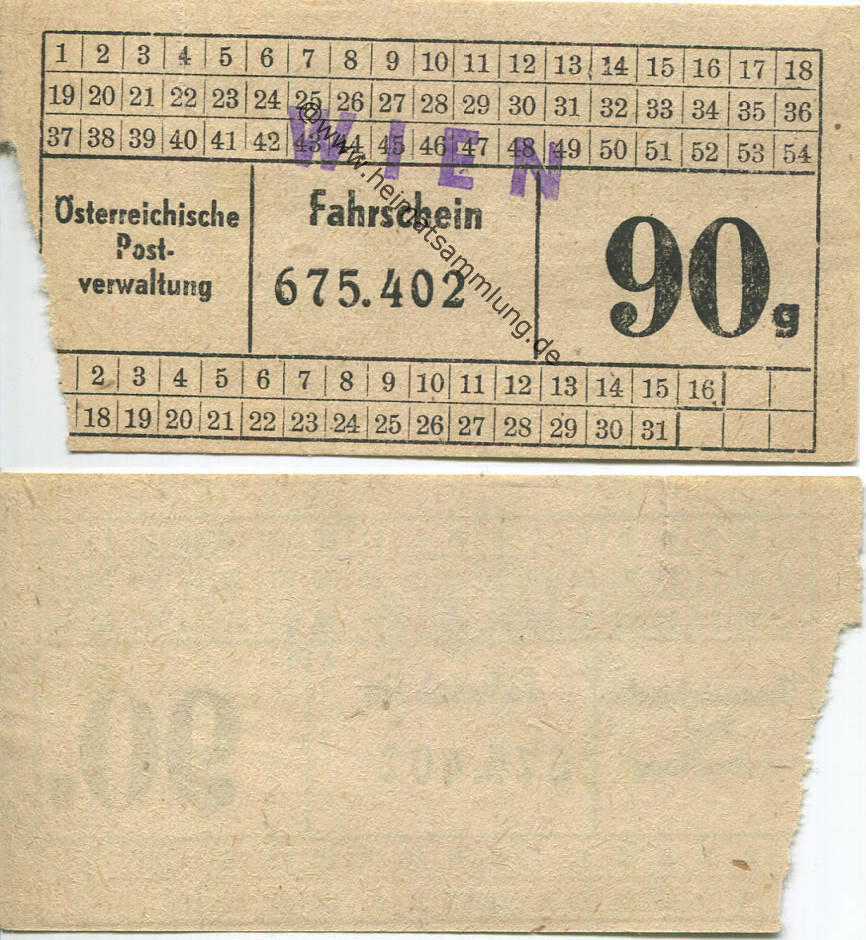 1 2 3 4 5 6 7 8 9 10 11 12 13 14 15 16 17 18
19 20 21 22 23 24 25 26 27 28 29 30 31 32 33 34 35 36
37 38 39 40 41 42 43 44 45 46 47 48 49 50 51 52 53 54
WIEN
©www.heimatsammlung.de
Österreichische
Post-
verwaltung
Fahrschein
675.402
90g
2 3 4 5 6 7 8 9 10 11 12 13 14 15 16
18 19 20 21 22 23 24 25 26 27 28 29 30 31